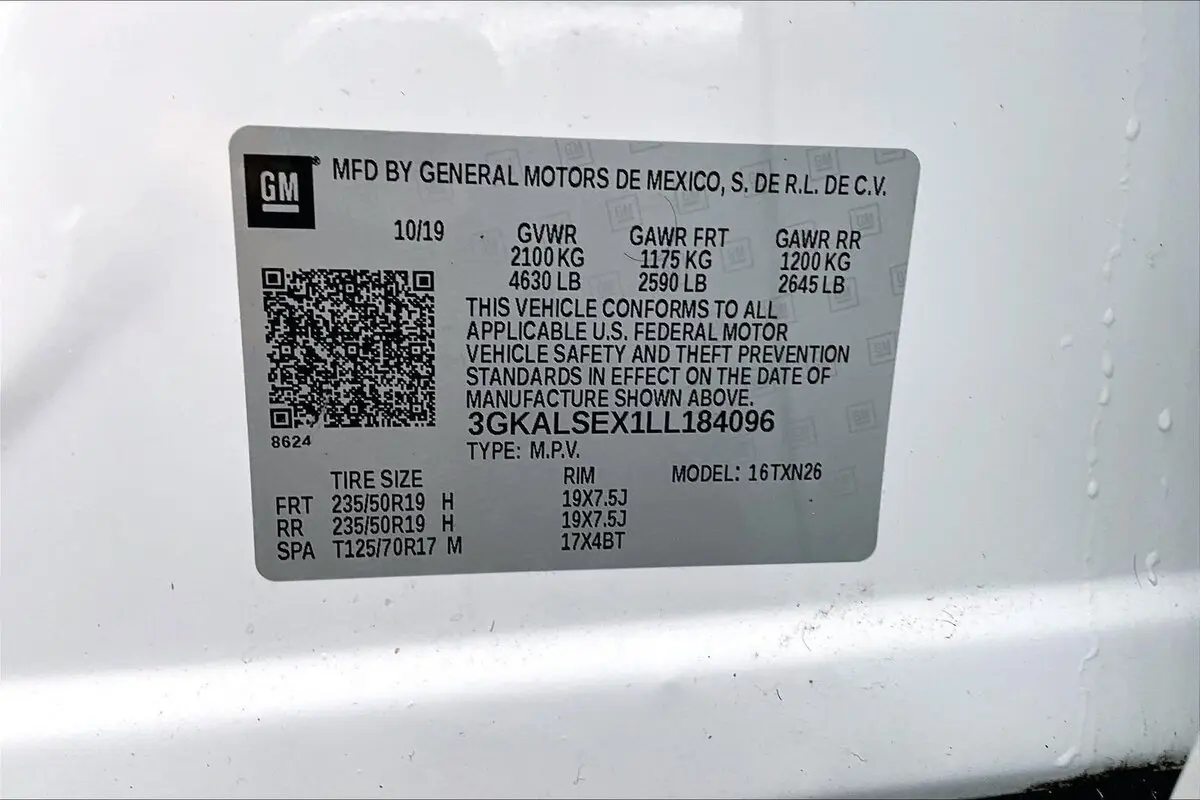 GM® MFD BY GENERAL MOTORS DE MEXICO, S. DE R.L. DE C.V.
10/19 GVWR GAWR FRT GAWR RR
2100 KG 1175 KG 1200 KG
4630 LB 2590 LB 2645 LB
THIS VEHICLE CONFORMS TO ALL
APPLICABLE U.S. FEDERAL MOTOR
VEHICLE SAFETY AND THEFT PREVENTION
STANDARDS IN EFFECT ON THE DATE OF
MANUFACTURE SHOWN ABOVE.
3GKALSEX1LL184096
8624
TYPE: M.P.V.
TIRE SIZE RIM MODEL: 16TXN26
FRT 235/50R19 H 19X7.5J
RR 235/50R19 H 19X7.5J
SPA T125/70R17 M 17X4BT